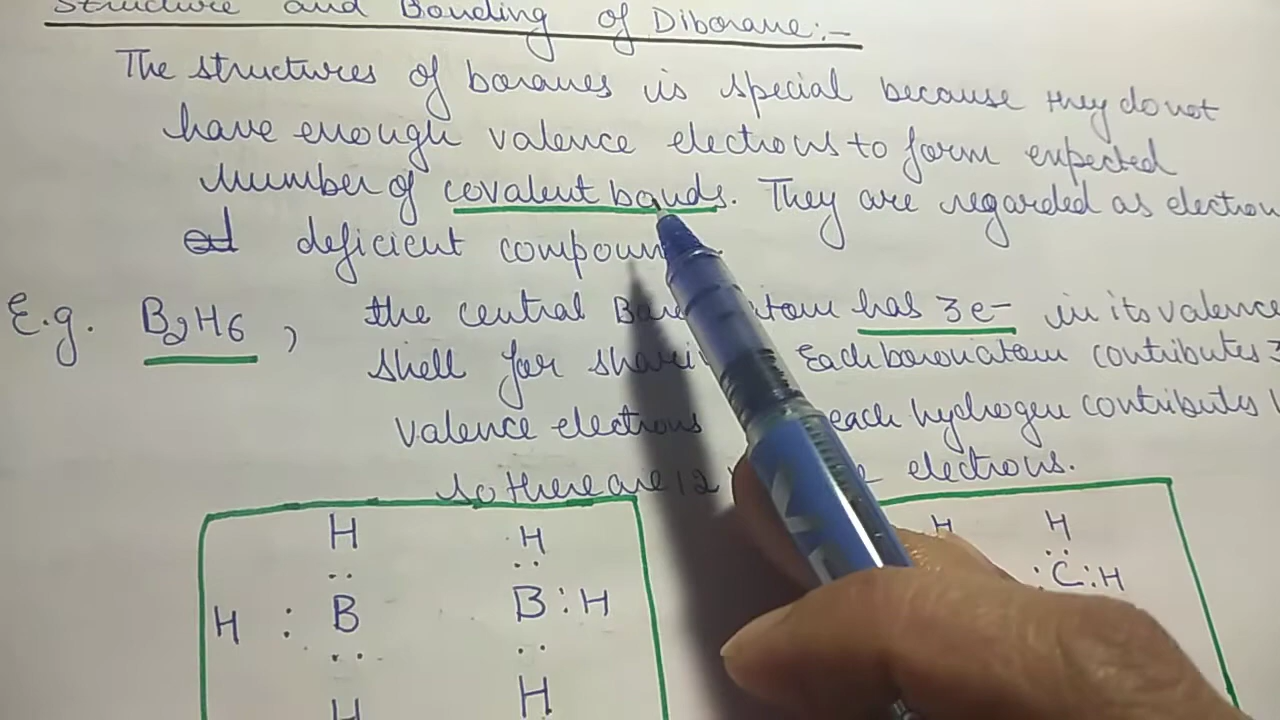 Structure and Bonding of Diborane:-
The structures of boranes is special because they do not
have enough valence electrons to form expected
number of covalent bonds. They are regarded as electron
deficient compoun
E.g. B2H6, the central Bor atom has 3e- in its valence
shell for shari Each boron atom contributes 3
valence electrons each hydrogen contributes 1
so there are 12 electrons.
H H H H
H : B B : H : C : H
H H